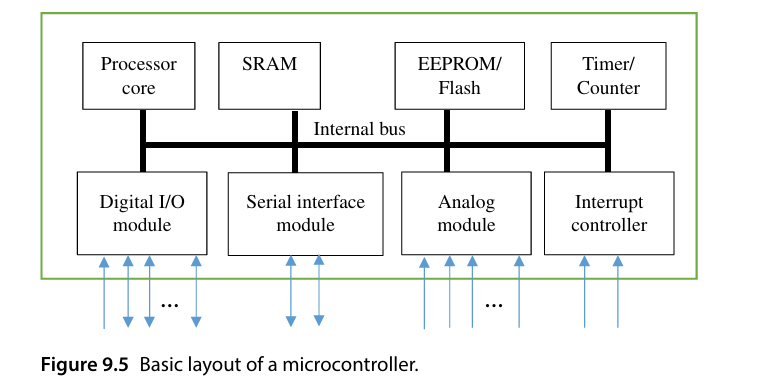 Processor
core
SRAM
EEPROM/
Flash
Timer/
Counter
Internal bus
Digital I/O
module
Serial interface
module
Analog
module
Interrupt
controller
...
...
Figure 9.5 Basic layout of a microcontroller.